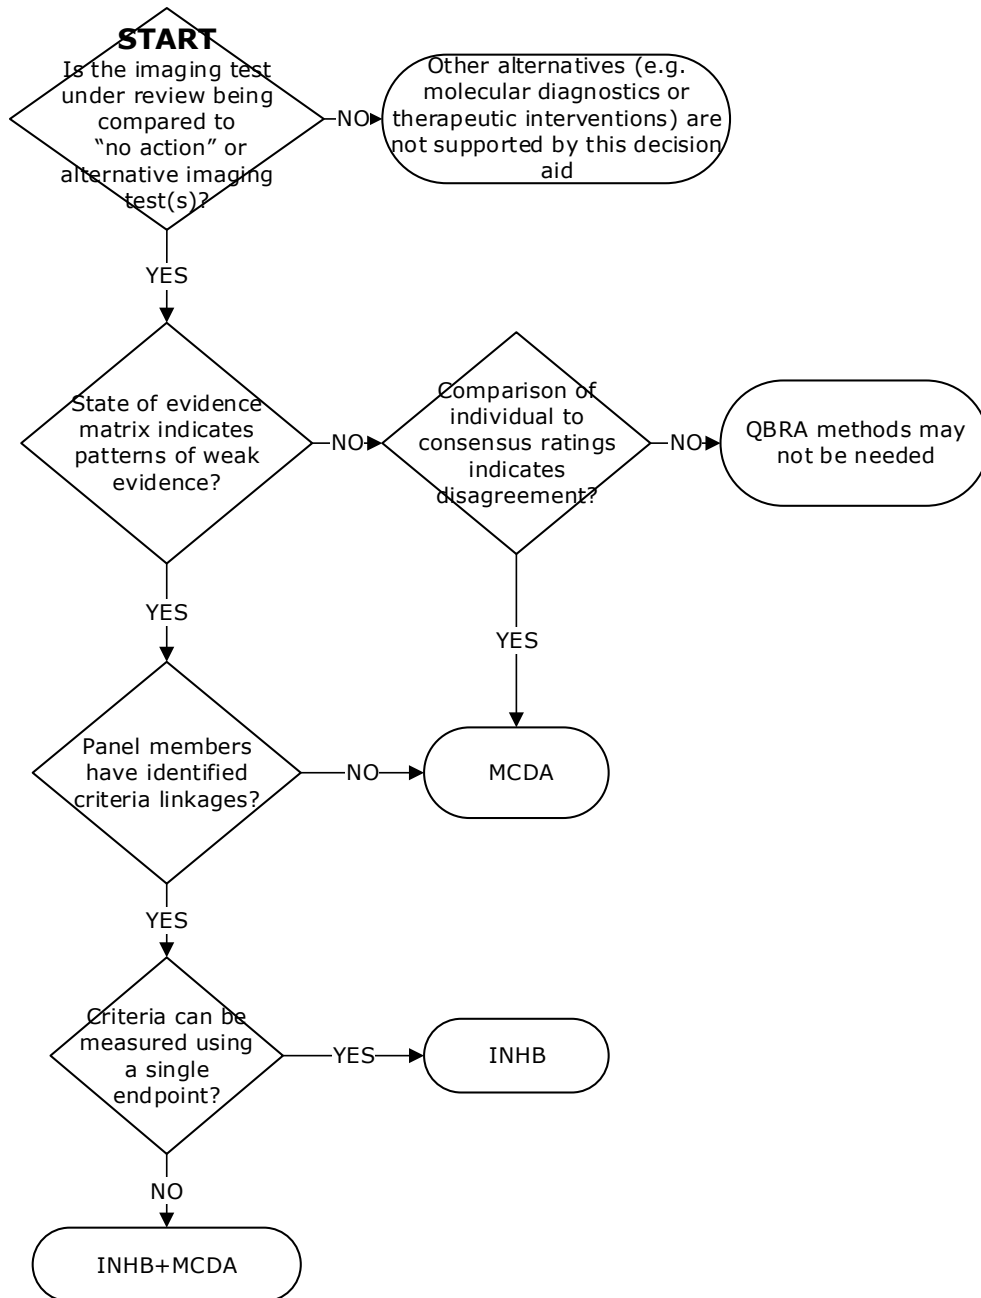 START
Is the imaging test
under review being
compared to
“no action” or
alternative imaging
test(s)?
NO
Other alternatives (e.g.
molecular diagnostics or
therapeutic interventions) are
not supported by this decision
aid
YES
State of evidence
matrix indicates
patterns of weak
evidence?
NO
Comparison of
individual to
consensus ratings
indicates
disagreement?
NO
QBRA methods may
not be needed
YES
YES
Panel members
have identified
criteria linkages?
NO
MCDA
YES
Criteria can be
measured using
a single
endpoint?
YES
INHB
NO
INHB+MCDA